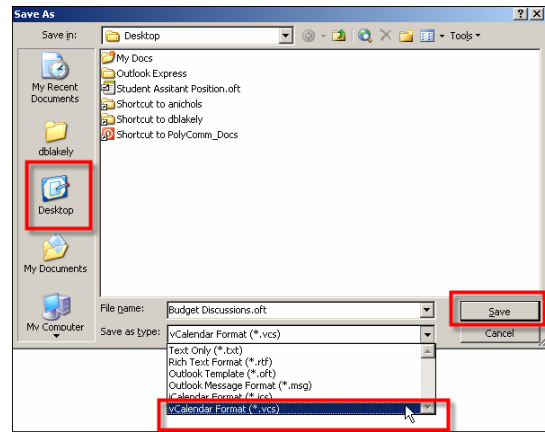 Save As
Save in:
Desktop
Tools
My Recent
Documents
dblakely
Desktop
My Documents
My Computer
My Docs
Outlook Express
Student Assitant Position.oft
Shortcut to anichols
Shortcut to dblakely
Shortcut to PolyComm_Docs
File name:
Budget Discussions.oft
Save
Save as type:
vCalendar Format (*.vcs)
Cancel
Text Only (*.txt)
Rich Text Format (*.rtf)
Outlook Template (*.oft)
Outlook Message Format (*.msg)
iCalendar Format (*.ics)
vCalendar Format (*.vcs)